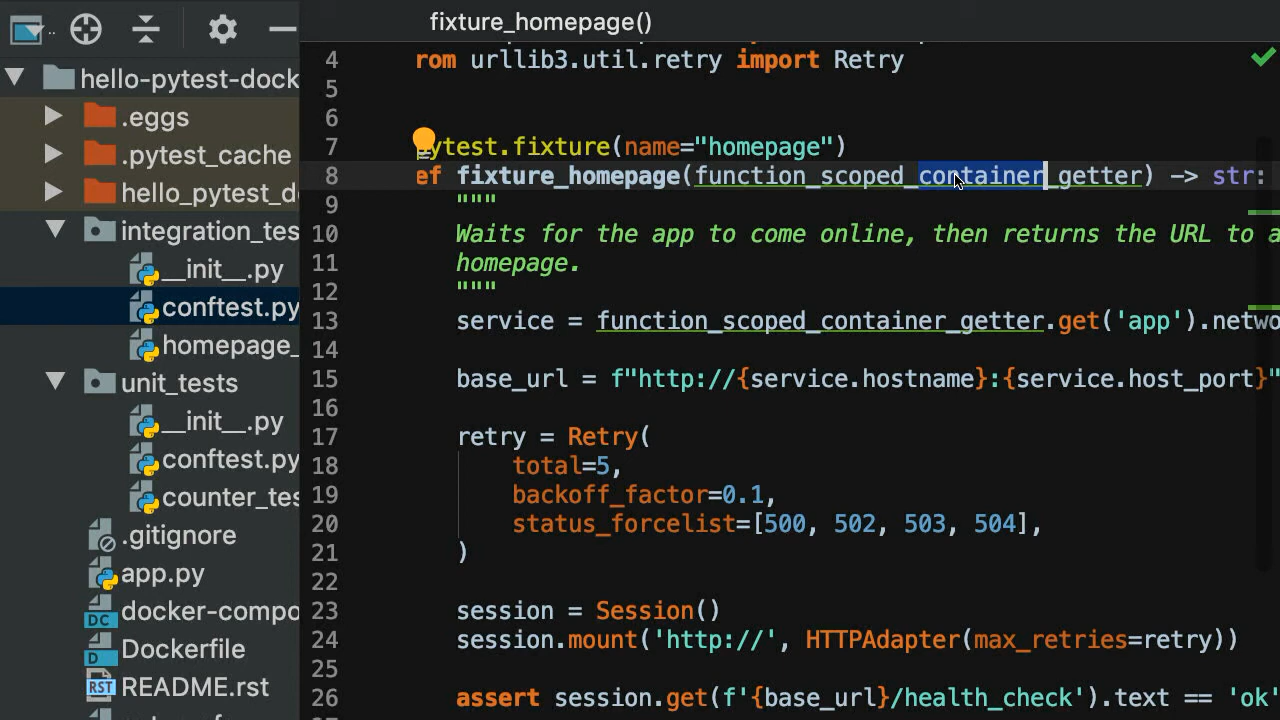 fixture_homepage()
hello-pytest-dock
.eggs
.pytest_cache
hello_pytest_do
integration_tes
__init__.py
conftest.py
homepage_
unit_tests
__init__.py
conftest.py
counter_tes
.gitignore
app.py
docker-compo
Dockerfile
README.rst
4 rom urllib3.util.retry import Retry
5
6
7 pytest.fixture(name="homepage")
8 ef fixture_homepage(function_scoped_container_getter) -> str:
9 """
10 Waits for the app to come online, then returns the URL to a
11 homepage.
12 """
13 service = function_scoped_container_getter.get('app').netwo
14
15 base_url = f"http://{service.hostname}:{service.host_port}"
16
17 retry = Retry(
18 total=5,
19 backoff_factor=0.1,
20 status_forcelist=[500, 502, 503, 504],
21 )
22
23 session = Session()
24 session.mount('http://', HTTPAdapter(max_retries=retry))
25
26 assert session.get(f'{base_url}/health_check').text == 'ok'